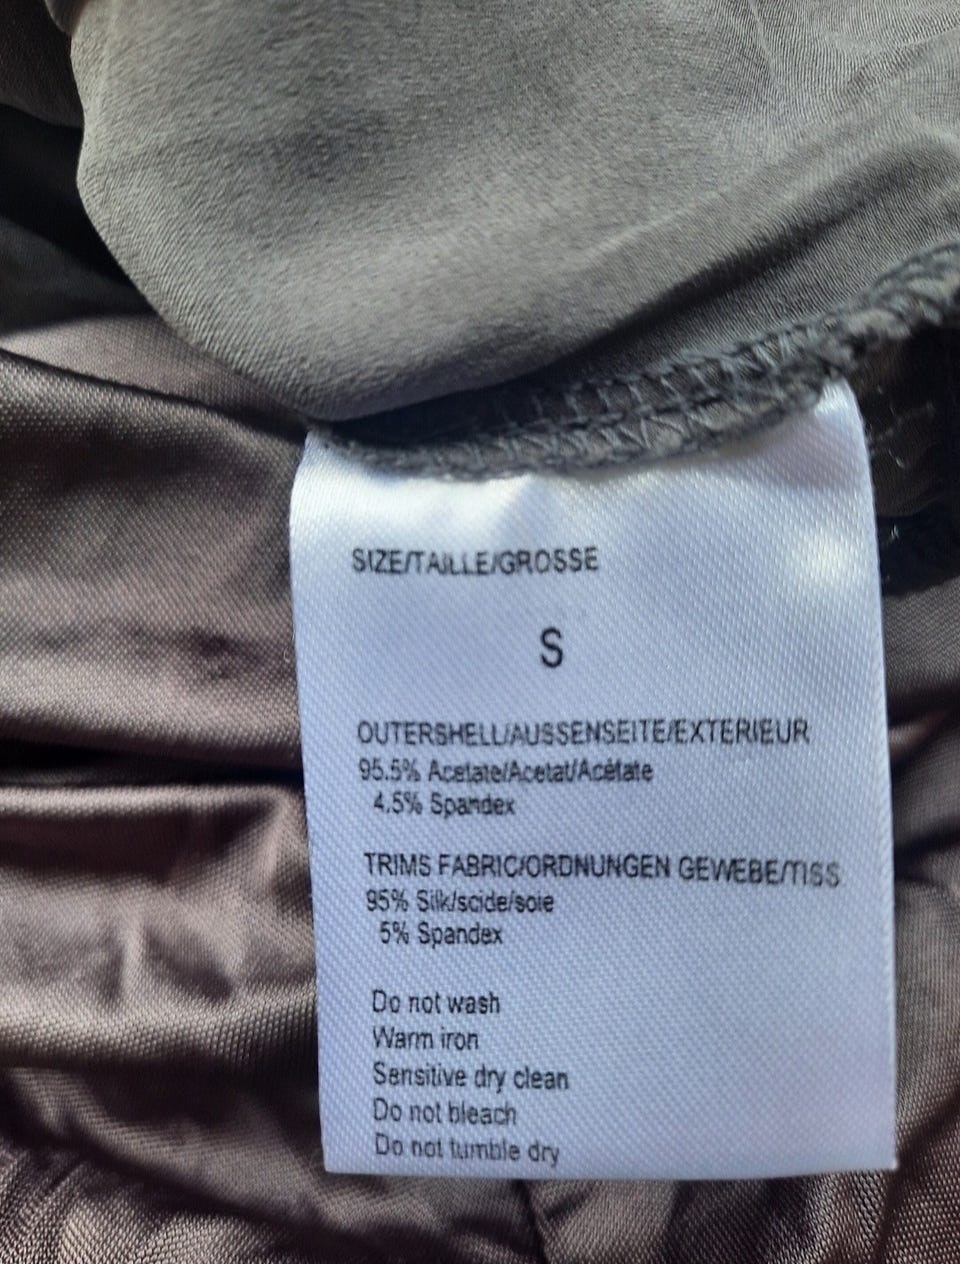 SIZE/TAILLE/GROSSE
S
OUTERSHELL/AUSSENSEITE/EXTERIEUR
95.5% Acetate/Acetat/Acétate
4.5% Spandex
TRIMS FABRIC/ORDNUNGEN GEWEBE/TISS
95% Silk/scide/soie
5% Spandex
Do not wash
Warm iron
Sensitive dry clean
Do not bleach
Do not tumble dry